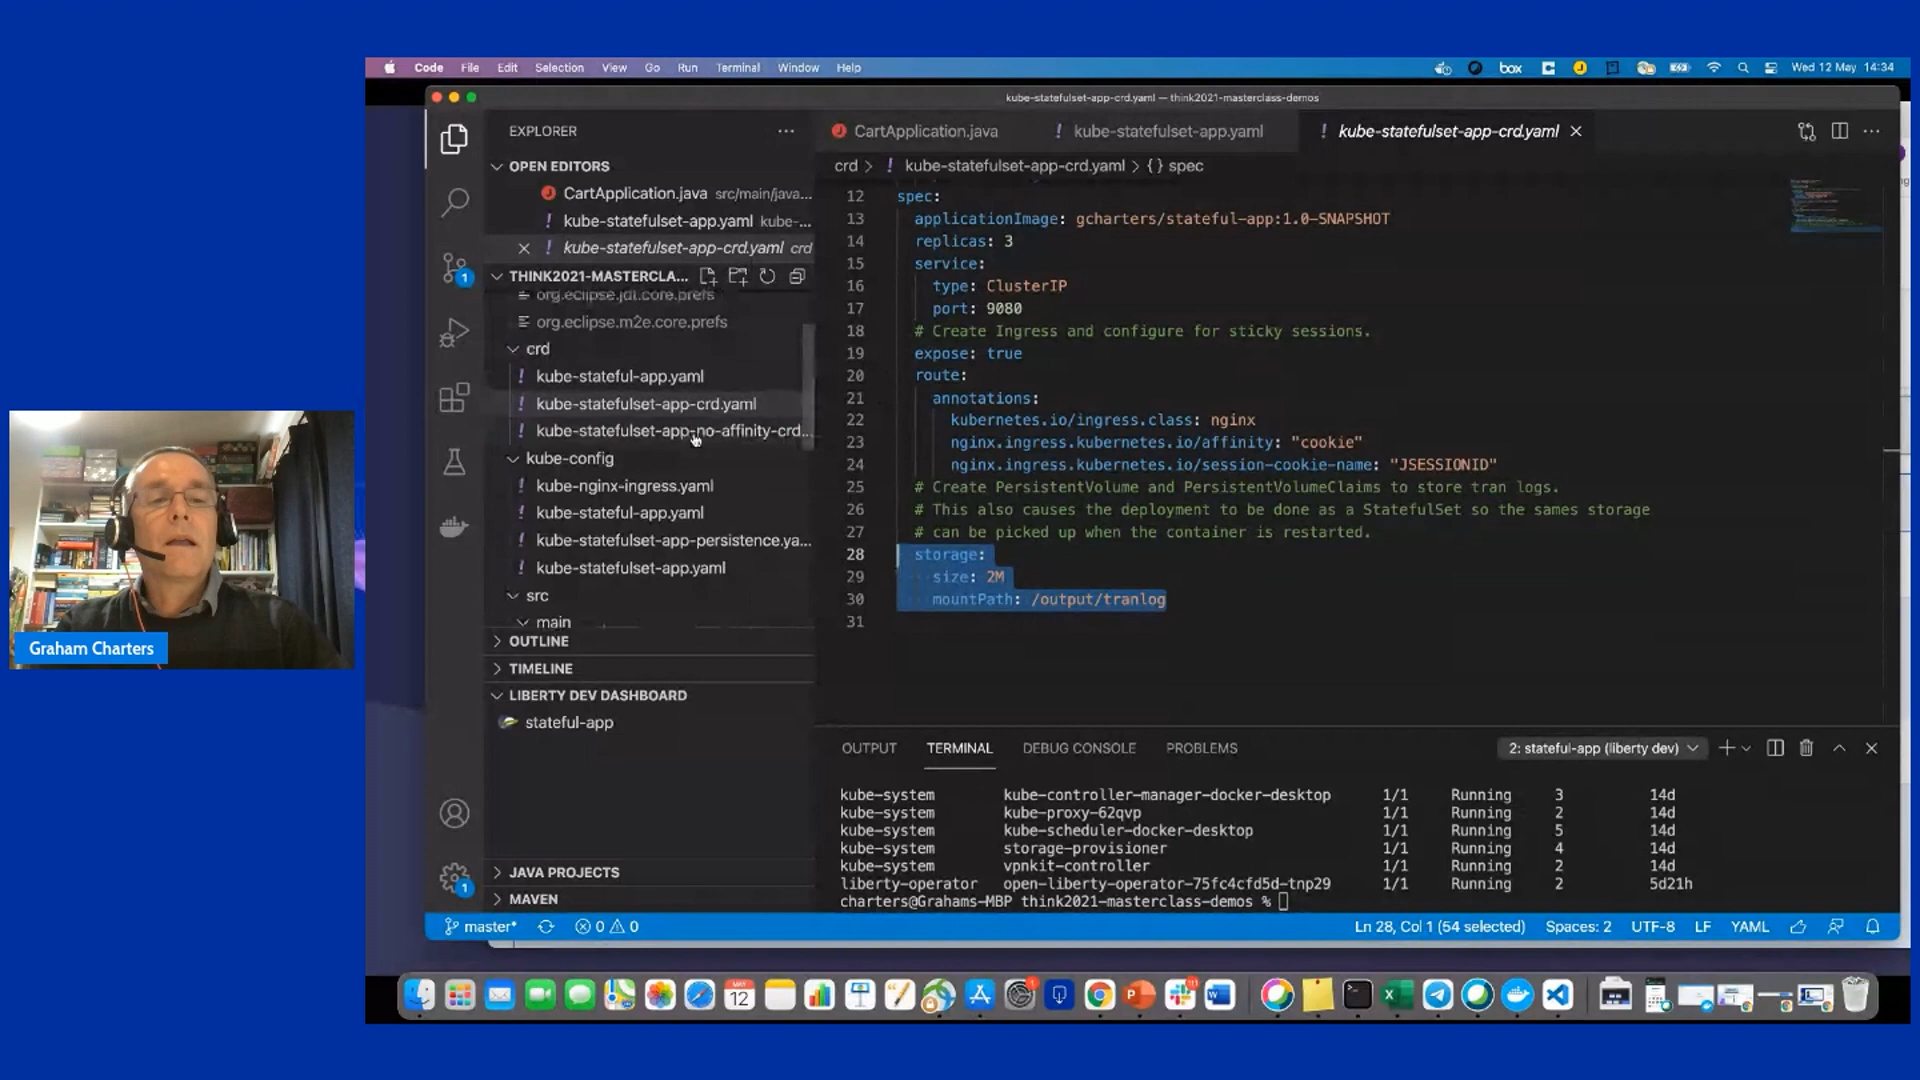 Graham Charters
Code File Edit Selection View Go Run Terminal Window Help
box
Wed 12 May 14:34
kube-statefulset-app-crd.yaml — think2021-masterclass-demos
EXPLORER
OPEN EDITORS
CartApplication.java src/main/java...
! kube-statefulset-app.yaml kube-...
! kube-statefulset-app-crd.yaml crd
THINK2021-MASTERCLA...
org.eclipse.jdt.core.prefs
org.eclipse.m2e.core.prefs
crd
! kube-stateful-app.yaml
! kube-statefulset-app-crd.yaml
! kube-statefulset-app-no-affinity-crd...
kube-config
! kube-nginx-ingress.yaml
! kube-stateful-app.yaml
! kube-statefulset-app-persistence.ya...
! kube-statefulset-app.yaml
src
main
OUTLINE
TIMELINE
LIBERTY DEV DASHBOARD
stateful-app
JAVA PROJECTS
MAVEN
1
1
CartApplication.java
! kube-statefulset-app.yaml
! kube-statefulset-app-crd.yaml
crd > ! kube-statefulset-app-crd.yaml > {} spec
12 spec:
13 applicationImage: gcharters/stateful-app:1.0-SNAPSHOT
14 replicas: 3
15 service:
16 type: ClusterIP
17 port: 9080
18 # Create Ingress and configure for sticky sessions.
19 expose: true
20 route:
21 annotations:
22 kubernetes.io/ingress.class: nginx
23 nginx.ingress.kubernetes.io/affinity: "cookie"
24 nginx.ingress.kubernetes.io/session-cookie-name: "JSESSIONID"
25 # Create PersistentVolume and PersistentVolumeClaims to store tran logs.
26 # This also causes the deployment to be done as a StatefulSet so the sames storage
27 # can be picked up when the container is restarted.
28 storage:
29 size: 2M
30 mountPath: /output/tranlog
31
OUTPUT TERMINAL DEBUG CONSOLE PROBLEMS
2: stateful-app (liberty dev)
kube-system kube-controller-manager-docker-desktop 1/1 Running 3 14d
kube-system kube-proxy-62qvp 1/1 Running 2 14d
kube-system kube-scheduler-docker-desktop 1/1 Running 5 14d
kube-system storage-provisioner 1/1 Running 4 14d
kube-system vpnkit-controller 1/1 Running 2 14d
liberty-operator open-liberty-operator-75fc4cfd5d-tnp29 1/1 Running 2 5d21h
charters@Grahams-MBP think2021-masterclass-demos %
master* 0 0
Ln 28, Col 1 (54 selected) Spaces: 2 UTF-8 LF YAML
12